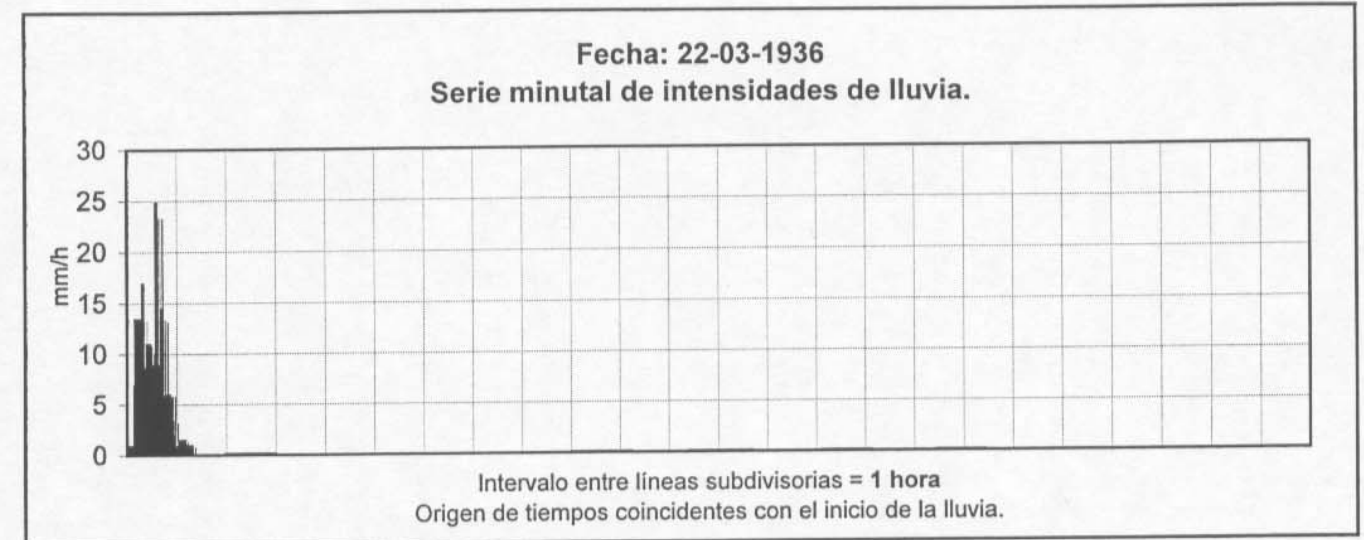 Fecha: 22-03-1936
Serie minutal de intensidades de lluvia.
30
25
20
15
10
5
0
mm/h
Intervalo entre líneas subdivisorias = 1 hora
Origen de tiempos coincidentes con el inicio de la lluvia.